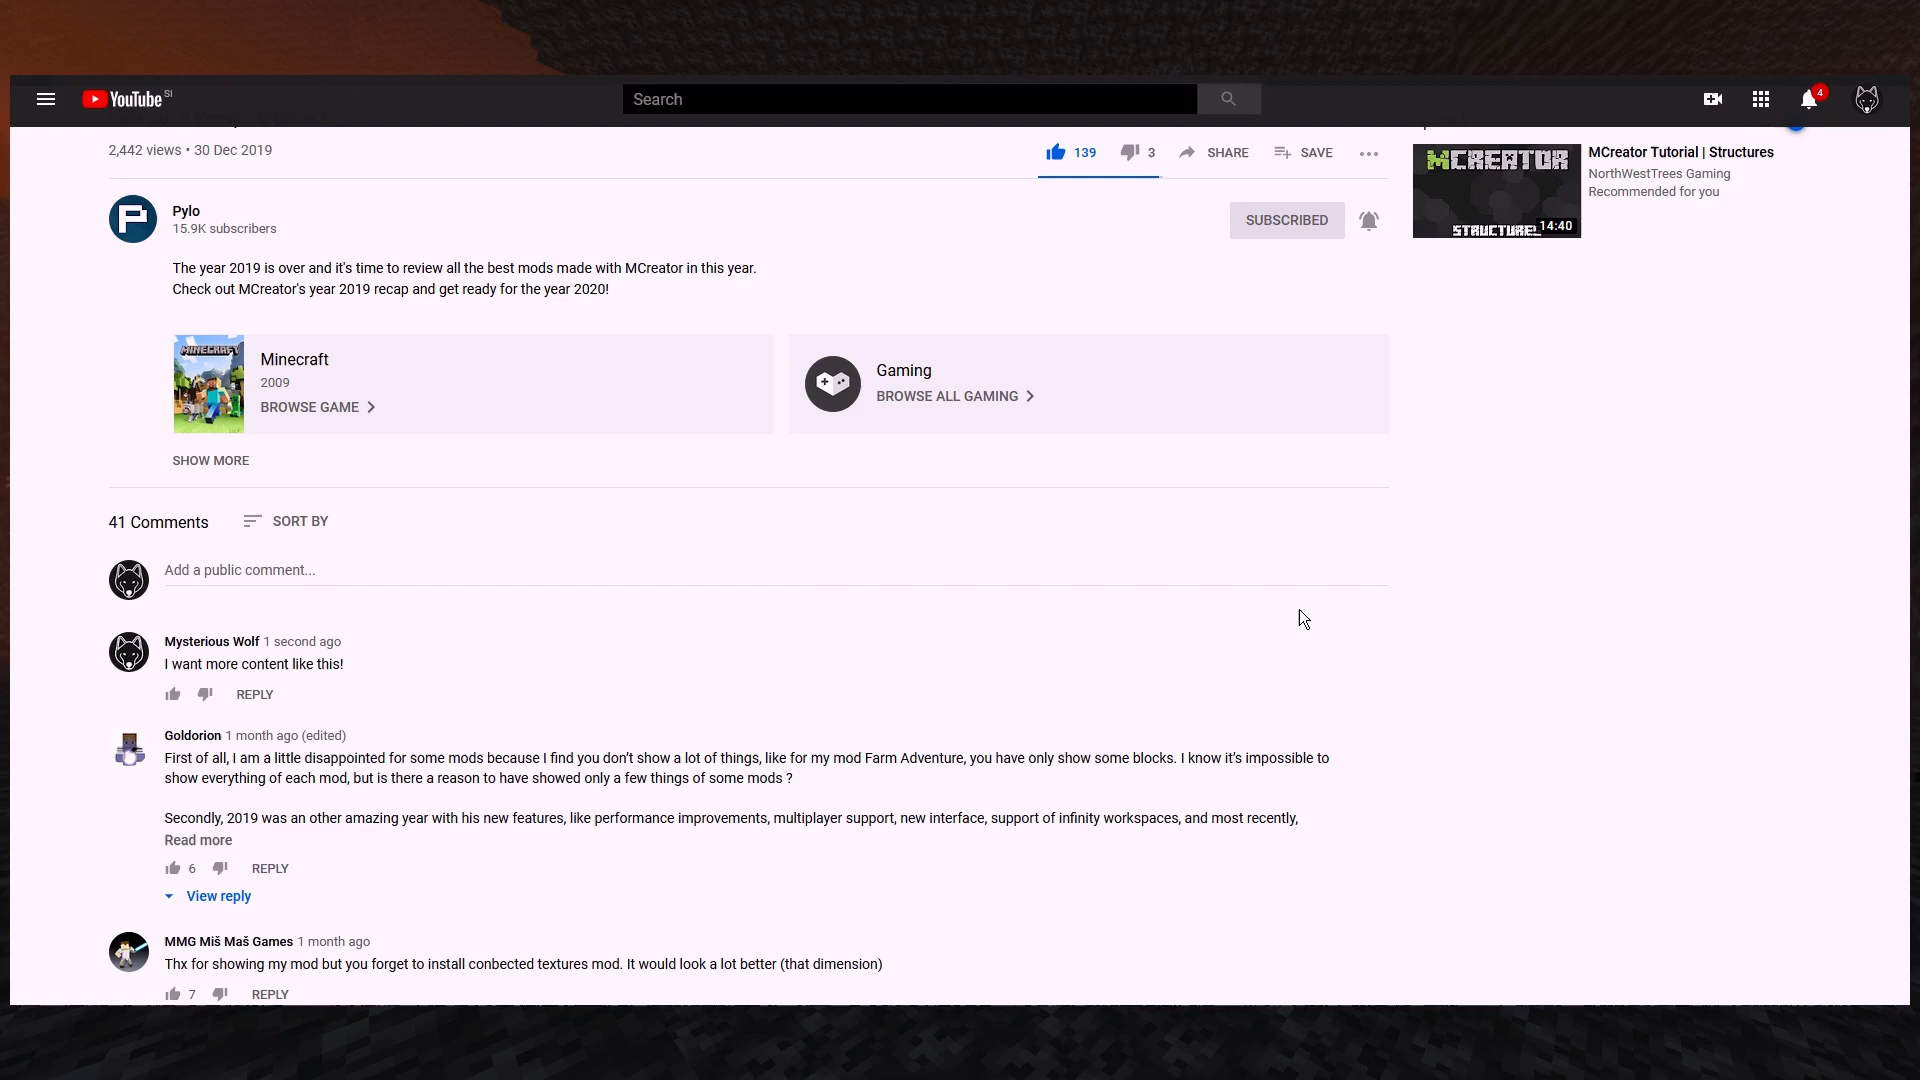 YouTube SI
Search
4
2,442 views • 30 Dec 2019
139
3
SHARE
SAVE
MCREATOR
STRUCTURE
14:40
MCreator Tutorial | Structures
NorthWestTrees Gaming
Recommended for you
Pylo
15.9K subscribers
SUBSCRIBED
The year 2019 is over and it's time to review all the best mods made with MCreator in this year.
Check out MCreator's year 2019 recap and get ready for the year 2020!
MINECRAFT
Minecraft
2009
BROWSE GAME
Gaming
BROWSE ALL GAMING
SHOW MORE
41 Comments
SORT BY
Add a public comment...
Mysterious Wolf 1 second ago
I want more content like this!
REPLY
Goldorion 1 month ago (edited)
First of all, I am a little disappointed for some mods because I find you don’t show a lot of things, like for my mod Farm Adventure, you have only show some blocks. I know it’s impossible to
show everything of each mod, but is there a reason to have showed only a few things of some mods ?
Secondly, 2019 was an other amazing year with his new features, like performance improvements, multiplayer support, new interface, support of infinity workspaces, and most recently,
Read more
6
REPLY
View reply
MMG Miš Maš Games 1 month ago
Thx for showing my mod but you forget to install conbected textures mod. It would look a lot better (that dimension)
7
REPLY